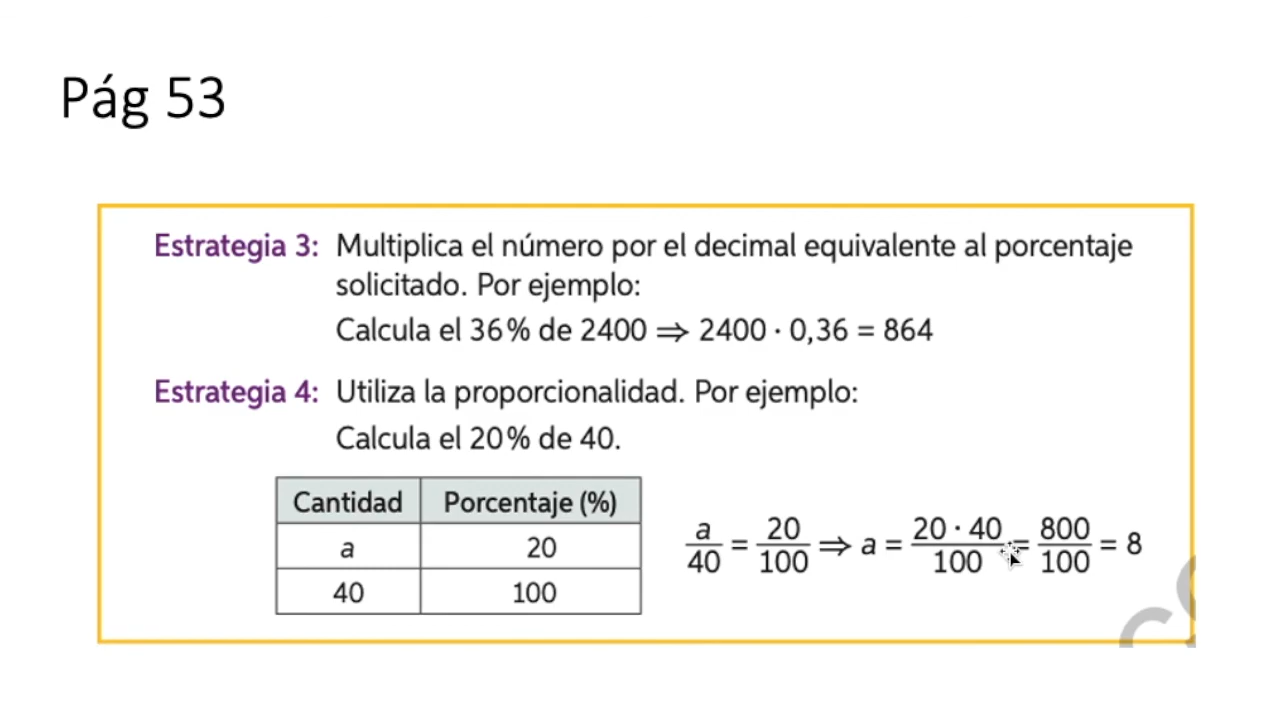 Pág 53
Estrategia 3: Multiplica el número por el decimal equivalente al porcentaje
solicitado. Por ejemplo:
Calcula el 36% de 2400 ⇒ 2400 · 0,36 = 864
Estrategia 4: Utiliza la proporcionalidad. Por ejemplo:
Calcula el 20% de 40.
Cantidad Porcentaje (%)
a 20
40 100
a/40 = 20/100 ⇒ a = 20 · 40/100 = 800/100 = 8